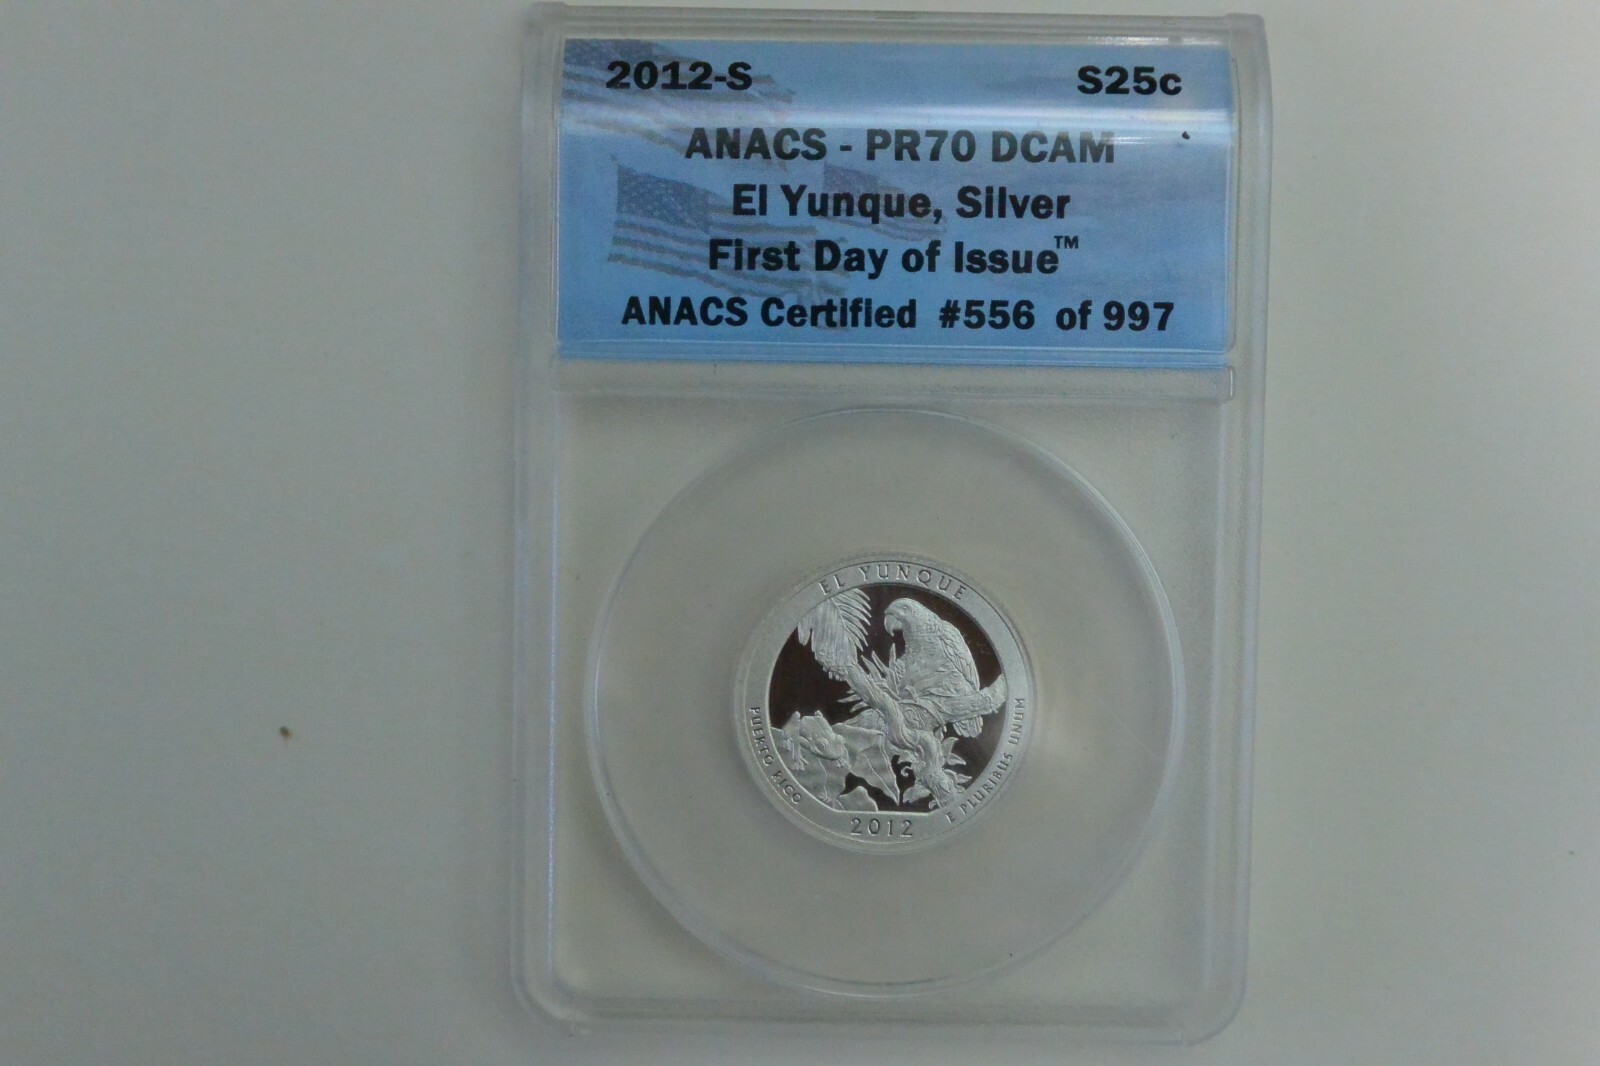 2012-S S25c
ANACS - PR70 DCAM
El Yunque, Silver
First Day of Issue™
ANACS Certified #556 of 997
EL YUNQUE
PUERTO RICO
E PLURIBUS UNUM
2012